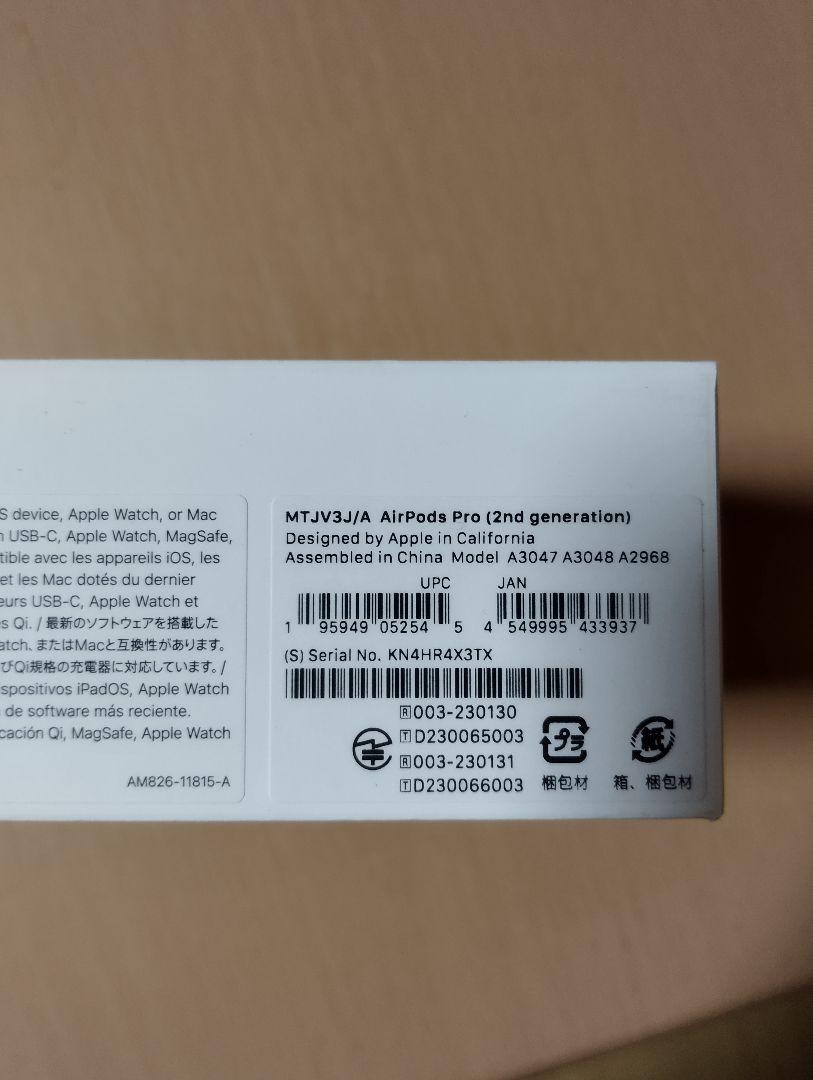 S device, Apple Watch, or Mac
USB-C, Apple Watch, MagSafe,
tible avec les appareils iOS, les
et les Mac dotés du dernier
eurs USB-C, Apple Watch et
s Qi. / 最新のソフトウェアを搭載した
atch、またはMacと互換性があります。
びQi規格の充電器に対応しています。/
spositivos iPadOS, Apple Watch
de software más reciente.
cación Qi, MagSafe, Apple Watch
AM826-11815-A
MTJV3J/A AirPods Pro (2nd generation)
Designed by Apple in California
Assembled in China Model A3047 A3048 A2968
UPC JAN
1 95949 05254 5 4 549995 433937
(S) Serial No. KN4HR4X3TX
R 003-230130
T D230065003
R 003-231131
T D230066003
プラ
梱包材
紙
箱、梱包材